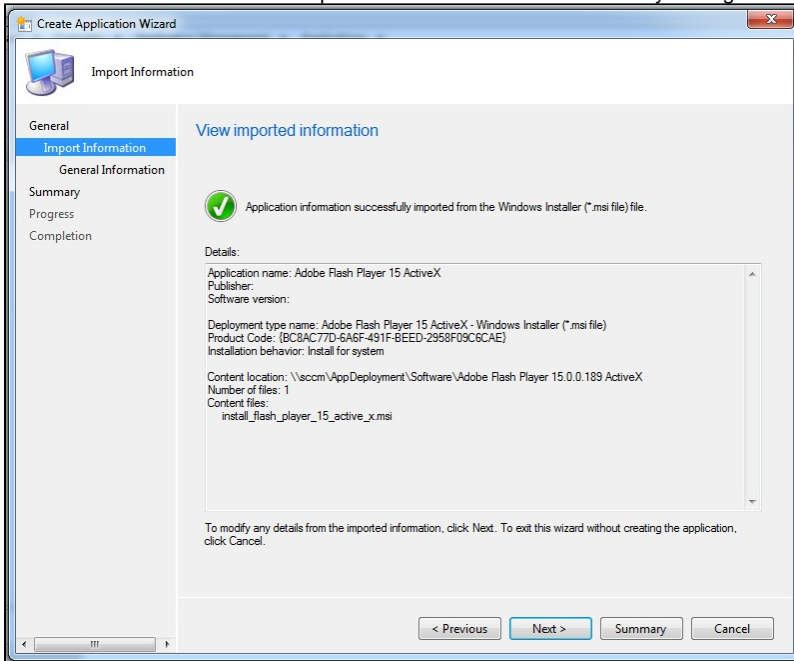 Create Application Wizard
Import Information
General
Import Information
General Information
Summary
Progress
Completion
View imported information
Application information successfully imported from the Windows Installer (*.msi file) file.
Details:
Application name: Adobe Flash Player 15 ActiveX
Publisher:
Software version:
Deployment type name: Adobe Flash Player 15 ActiveX - Windows Installer (*.msi file)
Product Code: {BC8AC77D-6A6F-491F-BEED-2958F09C6CAE}
Installation behavior: Install for system
Content location: \\sccm\AppDeployment\Software\Adobe Flash Player 15.0.0.189 ActiveX
Number of files: 1
Content files:
install_flash_player_15_active_x.msi
To modify any details from the imported information, click Next. To exit this wizard without creating the application,
click Cancel.
< Previous Next > Summary Cancel